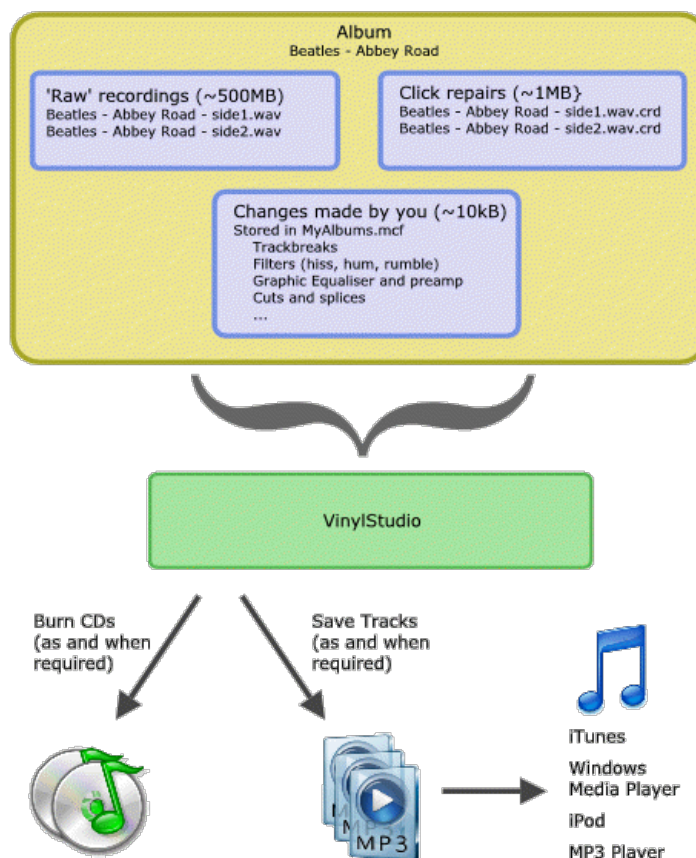 Album
Beatles - Abbey Road
'Raw' recordings (~500MB)
Beatles - Abbey Road - side1.wav
Beatles - Abbey Road - side2.wav
Click repairs (~1MB}
Beatles - Abbey Road - side1.wav.crd
Beatles - Abbey Road - side2.wav.crd
Changes made by you (~10kB)
Stored in MyAlbums.mcf
Trackbreaks
Filters (hiss, hum, rumble)
Graphic Equaliser and preamp
Cuts and splices
...
VinylStudio
Burn CDs
(as and when
required)
Save Tracks
(as and when
required)
MP3
iTunes
Windows
Media Player
iPod
MP3 Player